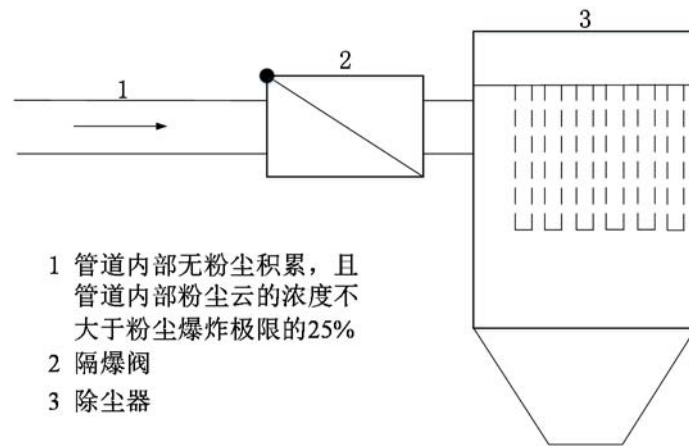 3
2
1
1 管道内部无粉尘积累，且
管道内部粉尘云的浓度不
大于粉尘爆炸极限的25%
2 隔爆阀
3 除尘器